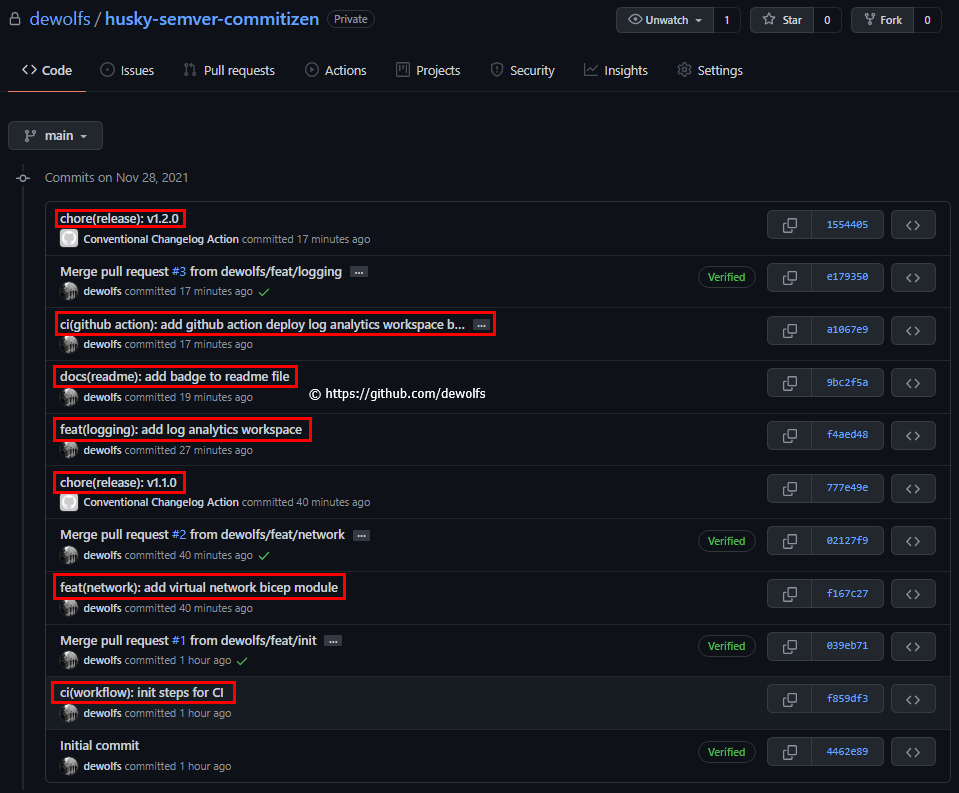 dewolfs / husky-semver-commitizen Private Unwatch 1 Star 0 Fork 0
Code Issues Pull requests Actions Projects Security Insights Settings
main
Commits on Nov 28, 2021
chore(release): v1.2.0
Conventional Changelog Action committed 17 minutes ago
1554405
Merge pull request #3 from dewolfs/feat/logging ...
dewolfs committed 17 minutes ago
Verified e179350
ci(github action): add github action deploy log analytics workspace b... ...
dewolfs committed 17 minutes ago
a1067e9
docs(readme): add badge to readme file
dewolfs committed 19 minutes ago
9bc2f5a
© https://github.com/dewolfs
feat(logging): add log analytics workspace
dewolfs committed 27 minutes ago
f4aed48
chore(release): v1.1.0
Conventional Changelog Action committed 40 minutes ago
777e49e
Merge pull request #2 from dewolfs/feat/network ...
dewolfs committed 40 minutes ago
Verified 02127f9
feat(network): add virtual network bicep module
dewolfs committed 40 minutes ago
f167c27
Merge pull request #1 from dewolfs/feat/init ...
dewolfs committed 1 hour ago
Verified 039eb71
ci(workflow): init steps for CI
dewolfs committed 1 hour ago
f859df3
Initial commit
dewolfs committed 1 hour ago
Verified 4462e89